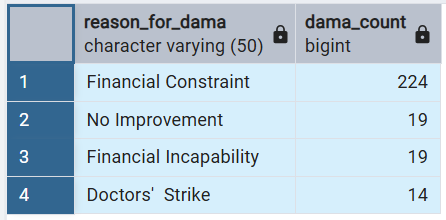 reason_for_dama dama_count
character varying (50) bigint
1 Financial Constraint 224
2 No Improvement 19
3 Financial Incapability 19
4 Doctors'  Strike 14